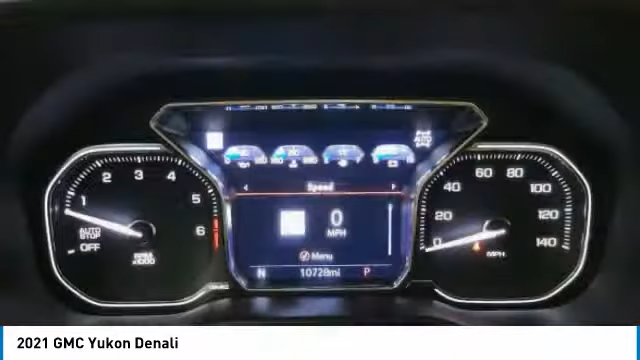 AUTO
Speed
0
MPH
Menu
N 10728mi P
1 2 3 4 5 6
AUTO
STOP
OFF
RPM
x1000
0 20 40 60 80 100 120 140
MPH
2021 GMC Yukon Denali